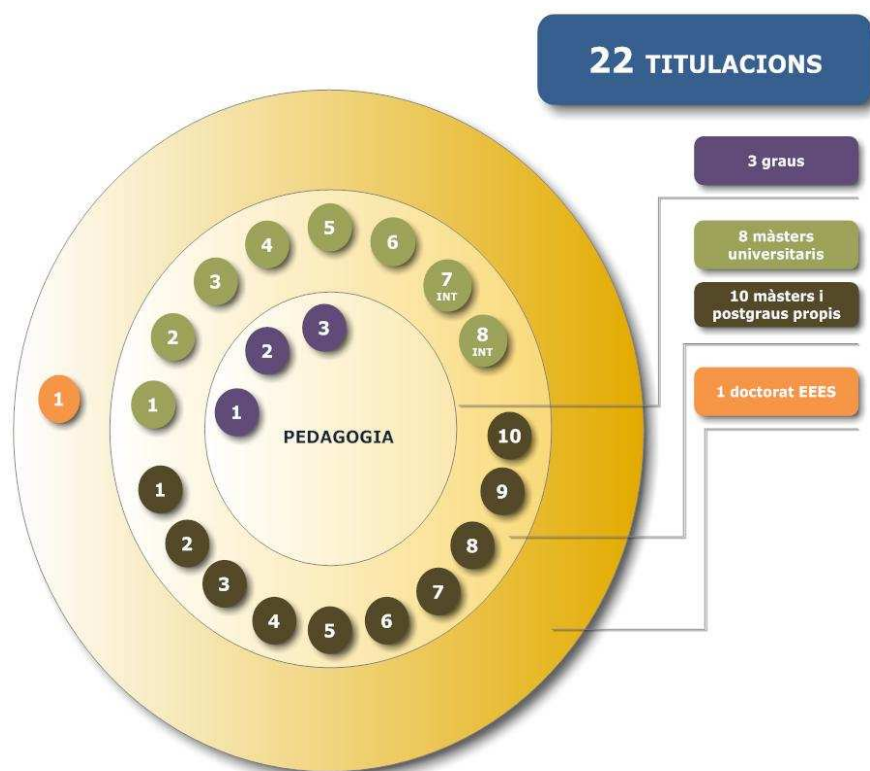 22 TITULACIONS
3 graus
8 màsters
universitaris
10 màsters i
postgraus propis
1 doctorat EEES
5
4
6
3
7
INT
3
2
8
INT
2
1
1
1
PEDAGOGIA
10
1
9
2
8
3
7
4
5
6